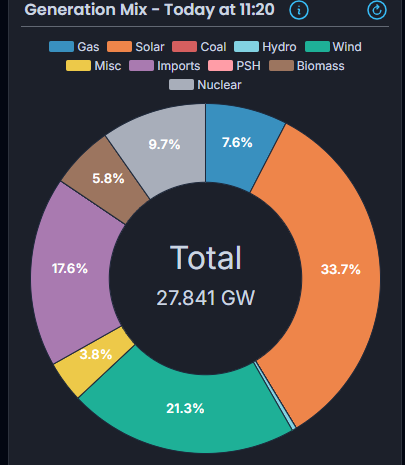 Generation Mix - Today at 11:20
Gas Solar Coal Hydro Wind
Misc Imports PSH Biomass
Nuclear
9.7% 7.6%
5.8%
Total
17.6% 33.7%
27.841 GW
3.8%
21.3%